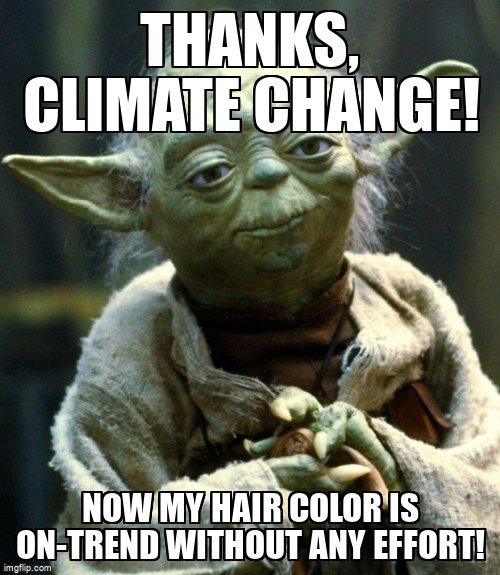 THANKS,
CLIMATE CHANGE!
NOW MY HAIR COLOR IS
ON-TREND WITHOUT ANY EFFORT!
imgflip.com